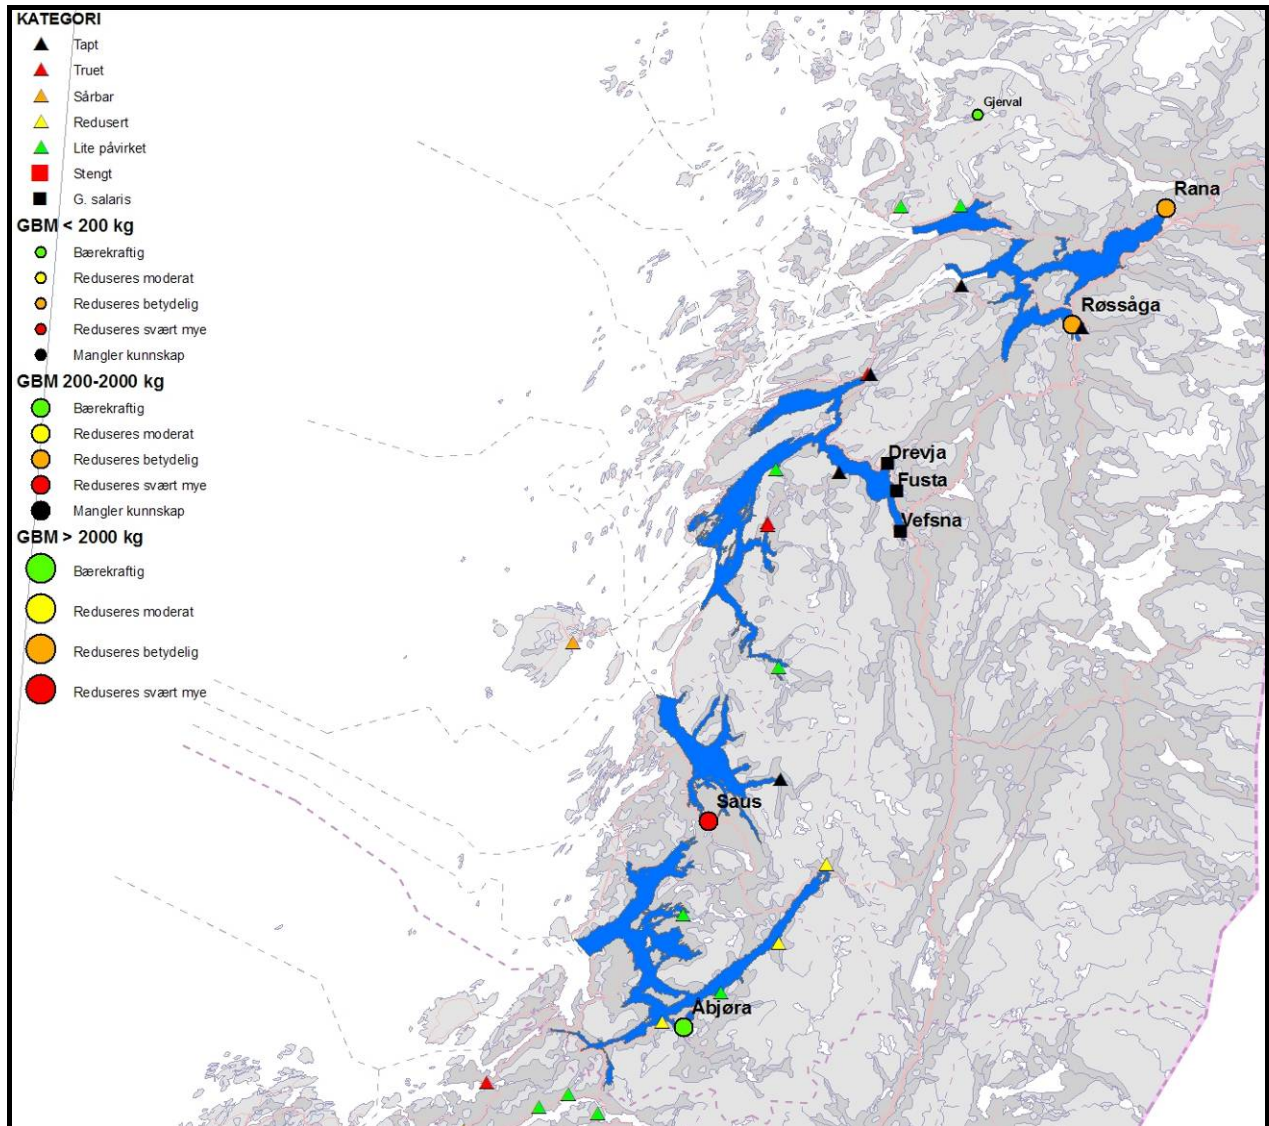 KATEGORI
Tapt
Truet
Sårbar
Redusert
Lite påvirket
Stengt
G. salaris
GBM < 200 kg
Bærekraftig
Reduseres moderat
Reduseres betydelig
Reduseres svært mye
Mangler kunnskap
GBM 200-2000 kg
Bærekraftig
Reduseres moderat
Reduseres betydelig
Reduseres svært mye
Mangler kunnskap
GBM > 2000 kg
Bærekraftig
Reduseres moderat
Reduseres betydelig
Reduseres svært mye
Gjerval
Rana
Røssåga
Drevja
Fusta
Vefsna
Saus
Åbjøra